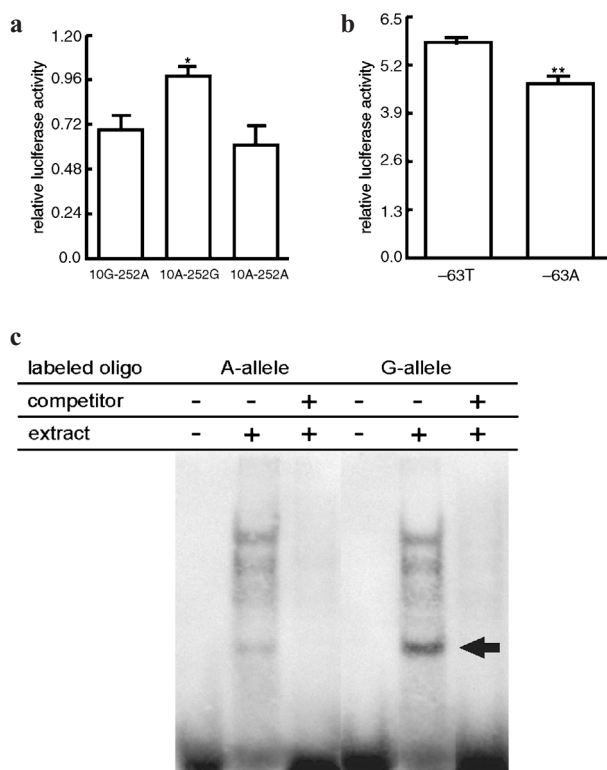 a
relative luciferase activity
1.20
0.96
0.72
0.48
0.24
0.0
*
10G-252A 10A-252G 10A-252A
b
relative luciferase activity
6.5
5.2
3.9
2.6
1.3
0.0
**
–63T –63A
c
labeled oligo A-allele G-allele
competitor - - + - - +
extract - + + - + +